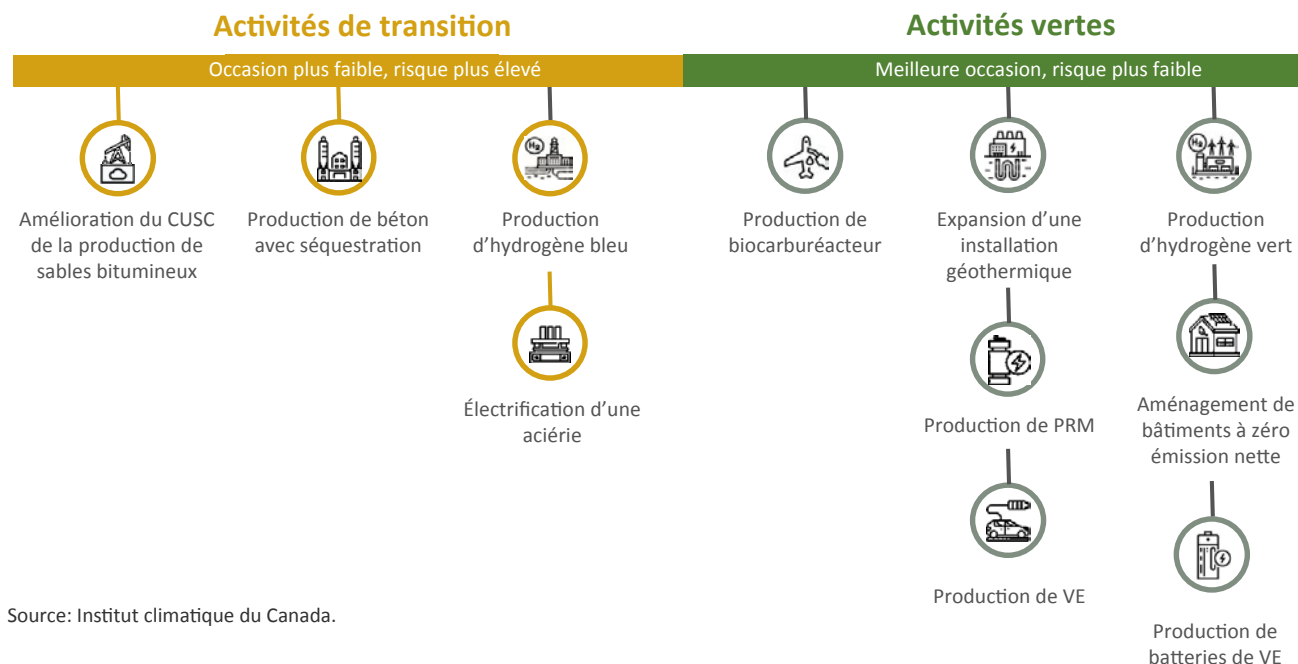 Activités de transition
Activités vertes
Occasion plus faible, risque plus élevé
Meilleure occasion, risque plus faible
Amélioration du CUSC
de la production de
sables bitumineux
Production de béton
avec séquestration
H2
Production
d’hydrogène bleu
Électrification d’une
aciérie
Production de
biocarburéacteur
Expansion d’une
installation
géothermique
Production de PRM
Production de VE
H2
Production
d’hydrogène vert
Aménagement de
bâtiments à zéro
émission nette
Production de
batteries de VE
Source: Institut climatique du Canada.